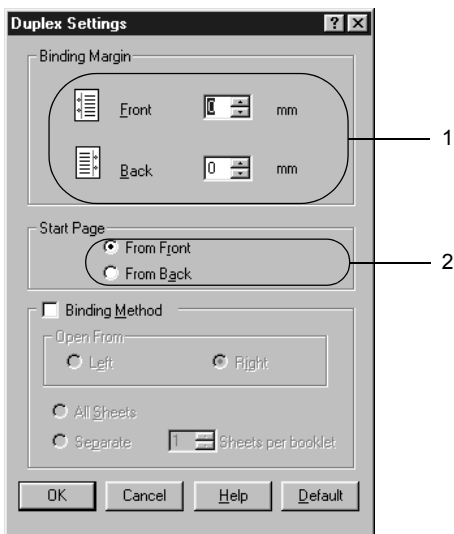 Duplex Settings ? ×
Binding Margin
Front 0 mm
1
Back 0 mm
Start Page
From Front
2
From Back
Binding Method
Open From
Left Right
All Sheets
Separate 1 Sheets per booklet
OK Cancel Help Default